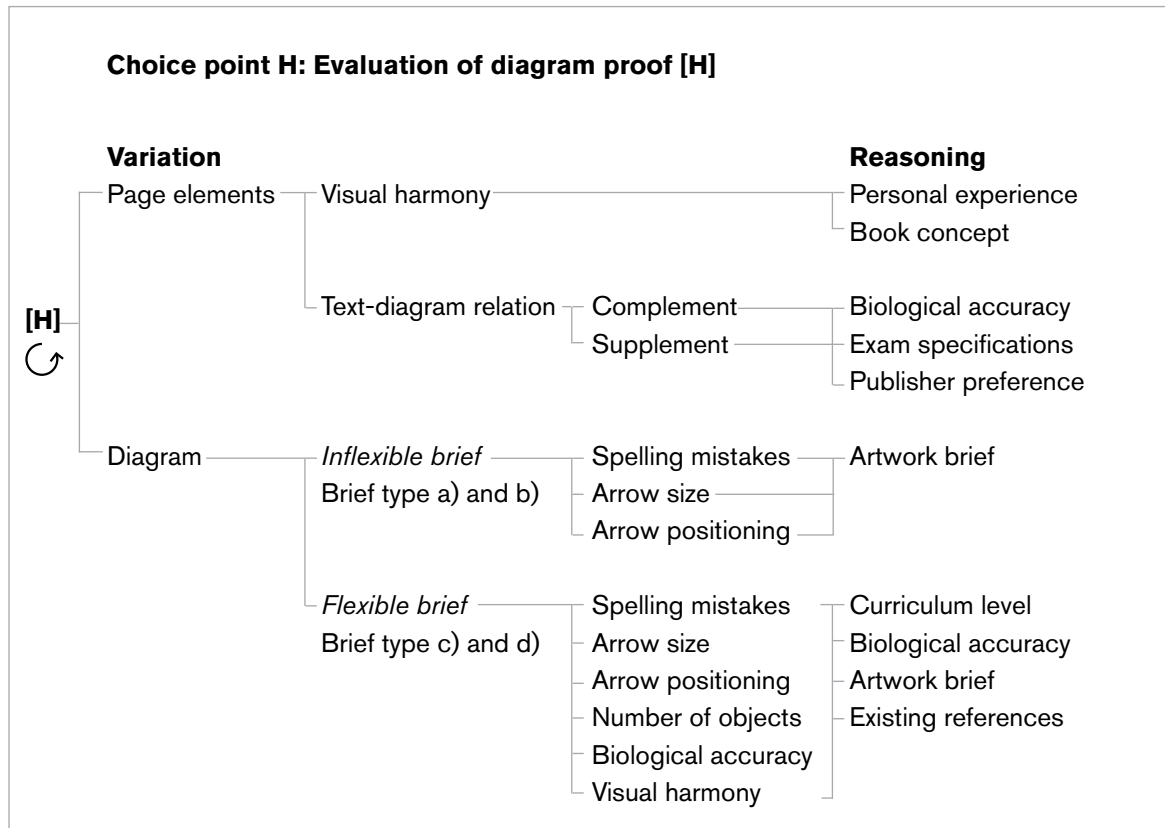 Choice point H: Evaluation of diagram proof [H]
Variation
Reasoning
Page elements
Visual harmony
Personal experience
Book concept
Text-diagram relation
Complement
Biological accuracy
[H]
Supplement
Exam specifications
Publisher preference
Diagram
Inflexible brief
Spelling mistakes
Artwork brief
Brief type a) and b)
Arrow size
Arrow positioning
Flexible brief
Spelling mistakes
Curriculum level
Brief type c) and d)
Arrow size
Biological accuracy
Arrow positioning
Artwork brief
Number of objects
Existing references
Biological accuracy
Visual harmony